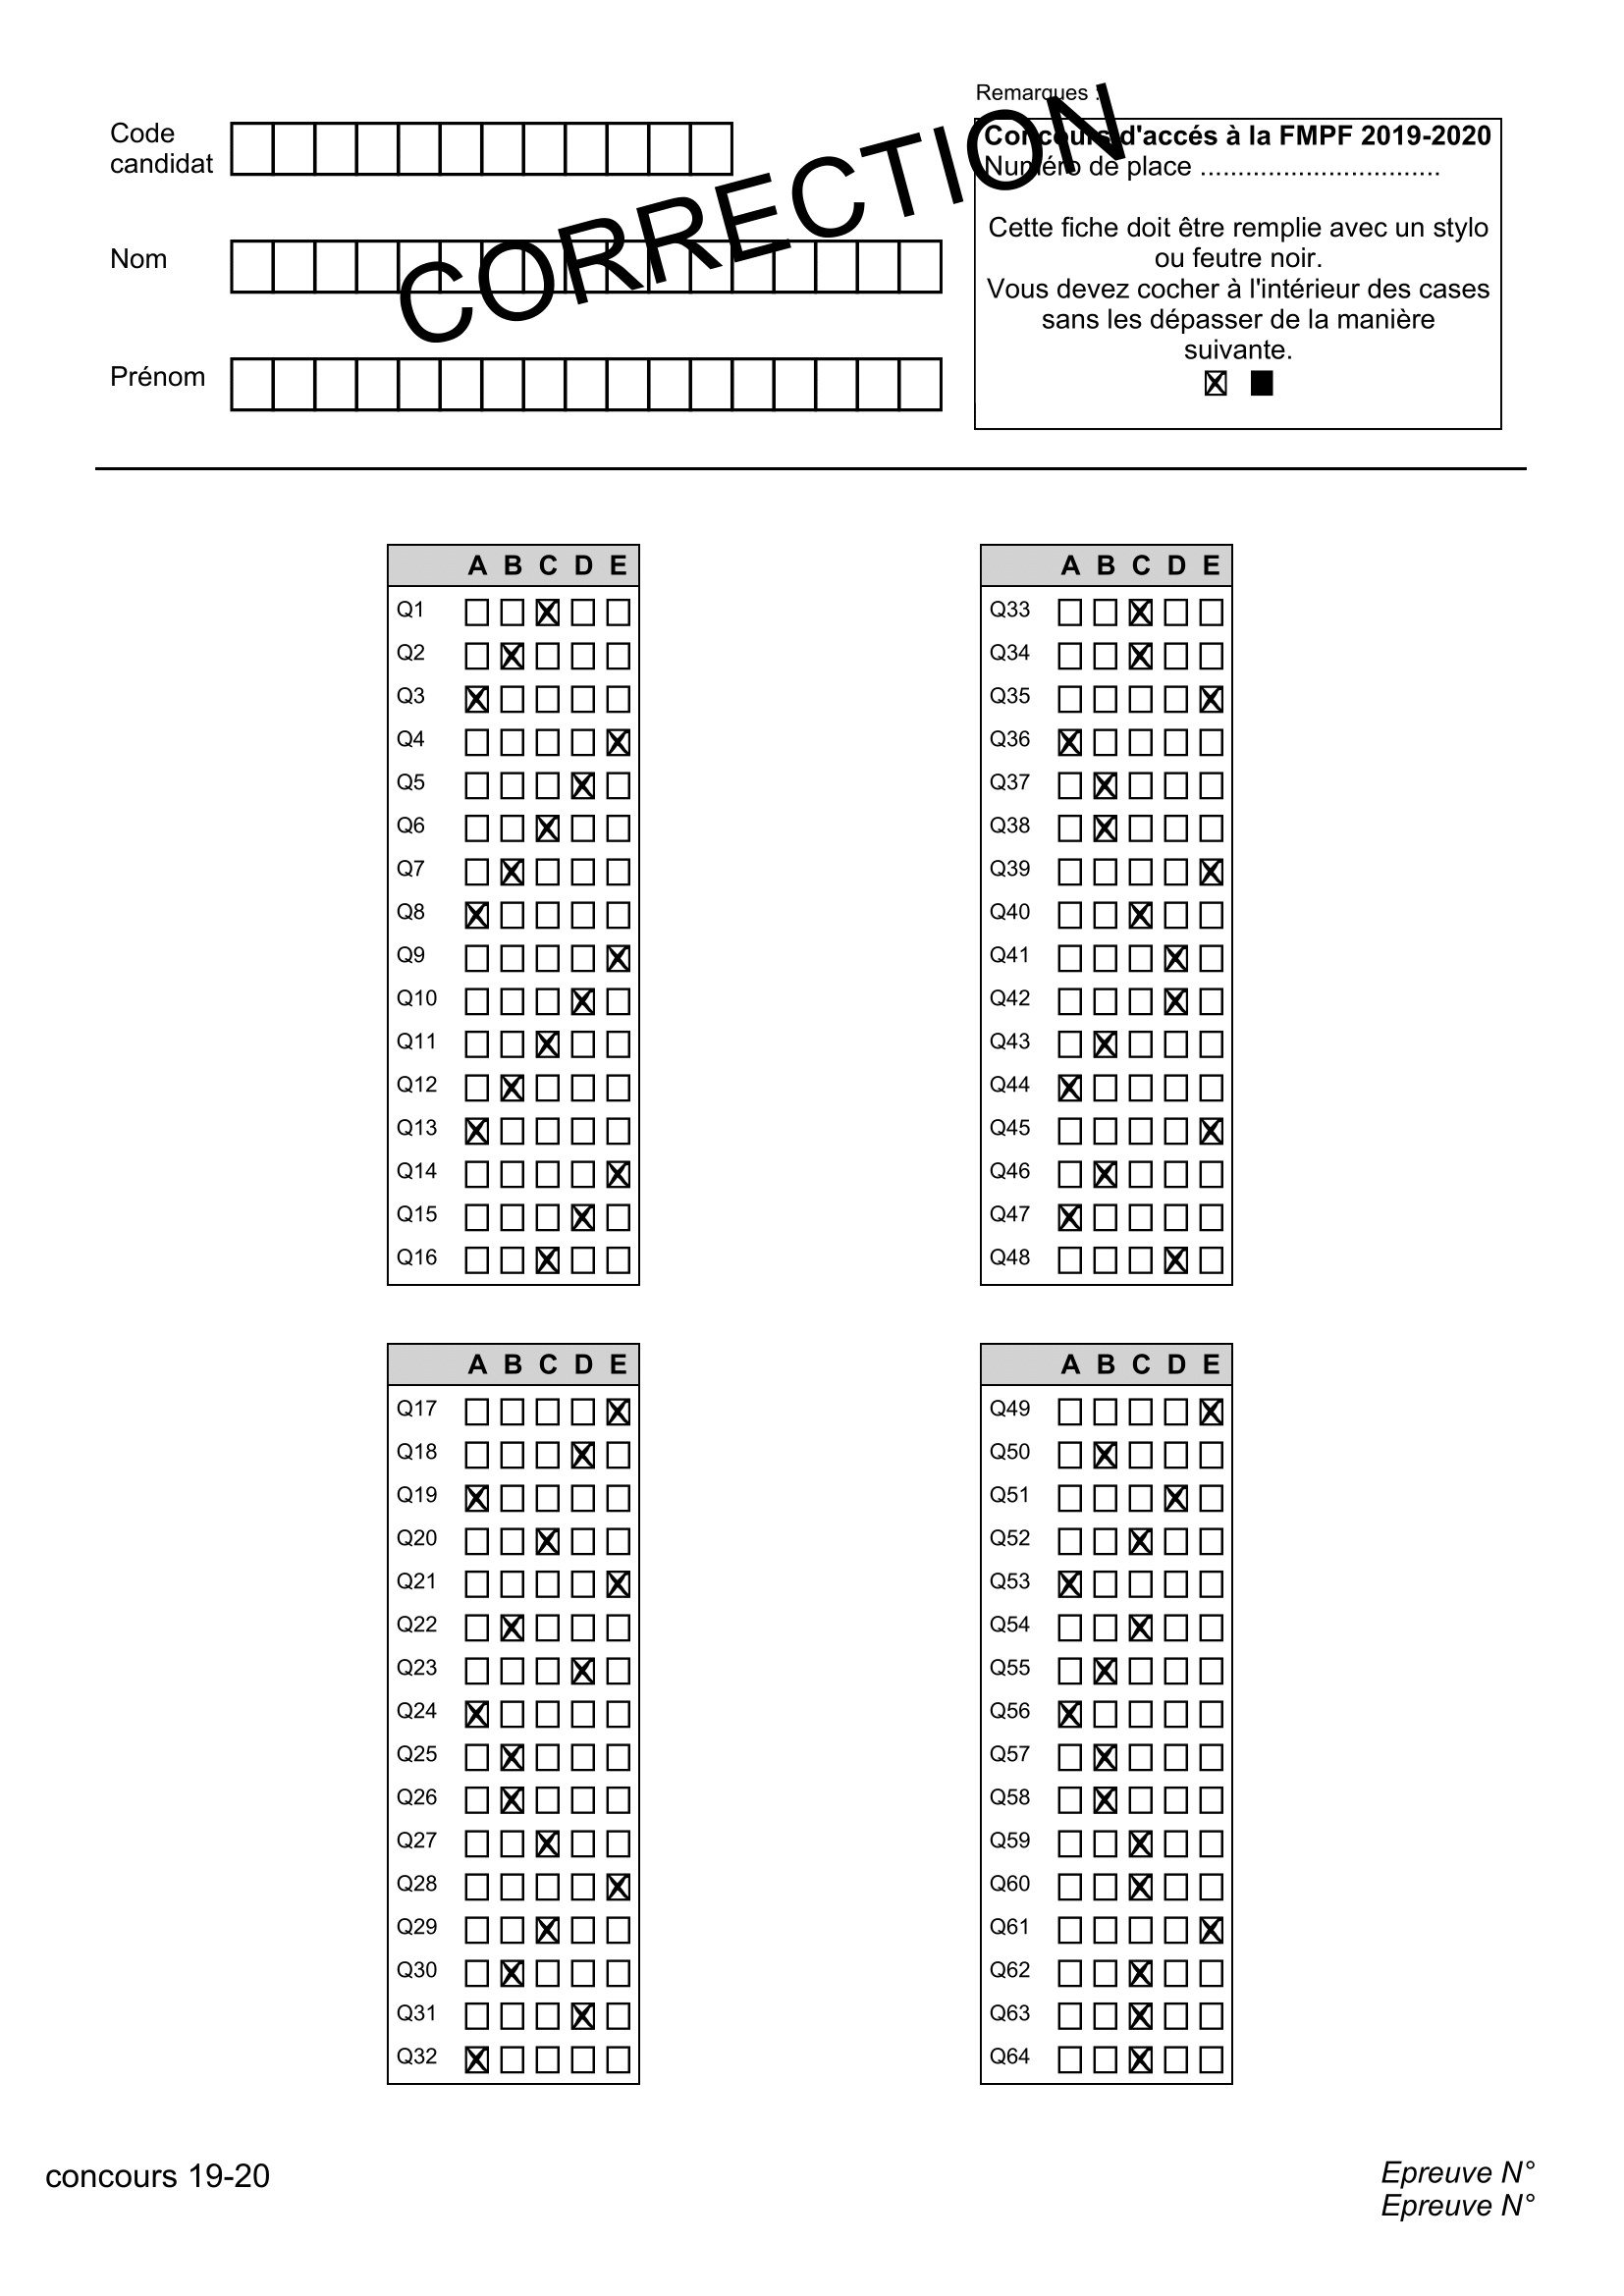 Remarques :
Code
candidat
CORRECTION
Concours d'accés à la FMPF 2019-2020
Numéro de place ................................
Cette fiche doit être remplie avec un stylo
ou feutre noir.
Nom
Vous devez cocher à l'intérieur des cases
sans les dépasser de la manière
suivante.
Prénom
A B C D E
Q1
Q2
Q3
Q4
Q5
Q6
Q7
Q8
Q9
Q10
Q11
Q12
Q13
Q14
Q15
Q16
A B C D E
Q17
Q18
Q19
Q20
Q21
Q22
Q23
Q24
Q25
Q26
Q27
Q28
Q29
Q30
Q31
Q32
A B C D E
Q33
Q34
Q35
Q36
Q37
Q38
Q39
Q40
Q41
Q42
Q43
Q44
Q45
Q46
Q47
Q48
A B C D E
Q49
Q50
Q51
Q52
Q53
Q54
Q55
Q56
Q57
Q58
Q59
Q60
Q61
Q62
Q63
Q64
concours 19-20
Epreuve N°
Epreuve N°